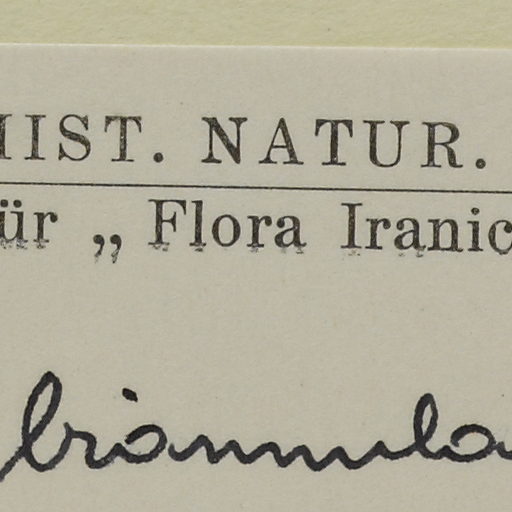 HIST. NATUR.
ür „ Flora Iranic